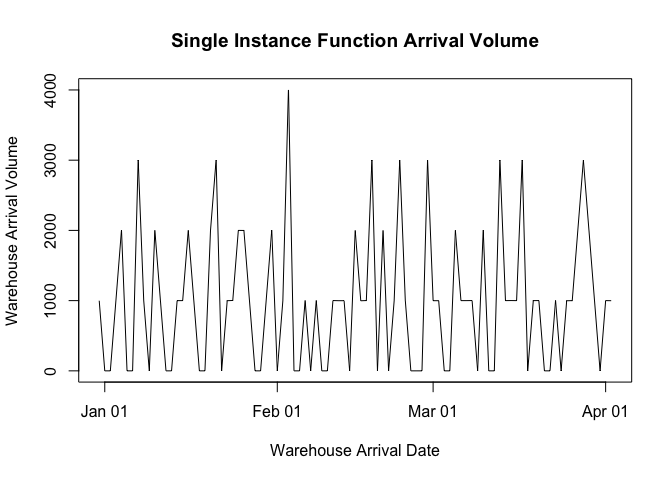 Single Instance Function Arrival Volume
Warehouse Arrival Volume
4000
3000
2000
1000
0
Jan 01 Feb 01 Mar 01 Apr 01
Warehouse Arrival Date